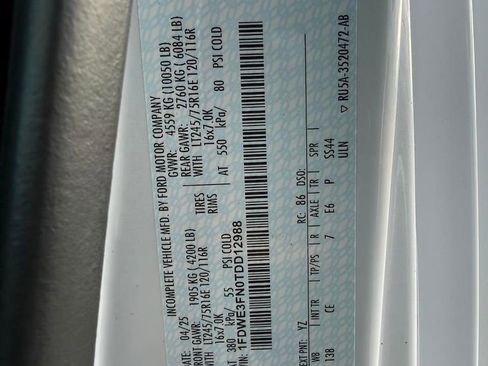 INCOMPLETE VEHICLE MFD. BY FORD MOTOR COMPANY
DATE: 04/25 GVWR: 4559 KG (10050 LB)
FRONT GAWR: 1905 KG (4200 LB) REAR GAWR: 2760 KG (6084 LB)
WITH LT245/75R16E 120/116R TIRES WITH LT245/75R16E 120/116R
16x7.0K RIMS 16x7.0K
AT 380 kPa/ 55 PSI COLD AT 550 kPa/ 80 PSI COLD
VIN: 1FDWE3FN0TDD12988
EXT PNT: YZ RC: 86 DSO:
WB INT TR TP/PS R AXLE TR SPR
138 CE 7 E6 P SS44
ULN
▽ RU5A-3520472-AB